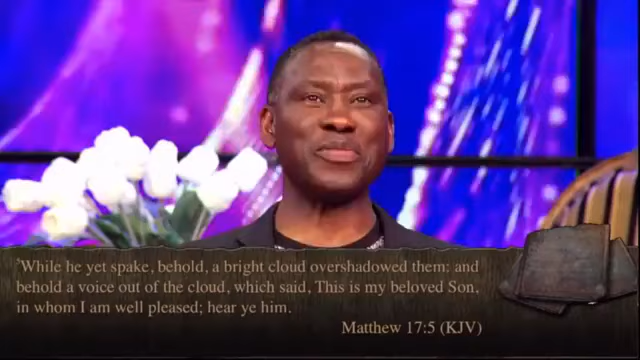 ⁵While he yet spake, behold, a bright cloud overshadowed them: and
behold a voice out of the cloud, which said, This is my beloved Son,
in whom I am well pleased; hear ye him.
Matthew 17:5 (KJV)